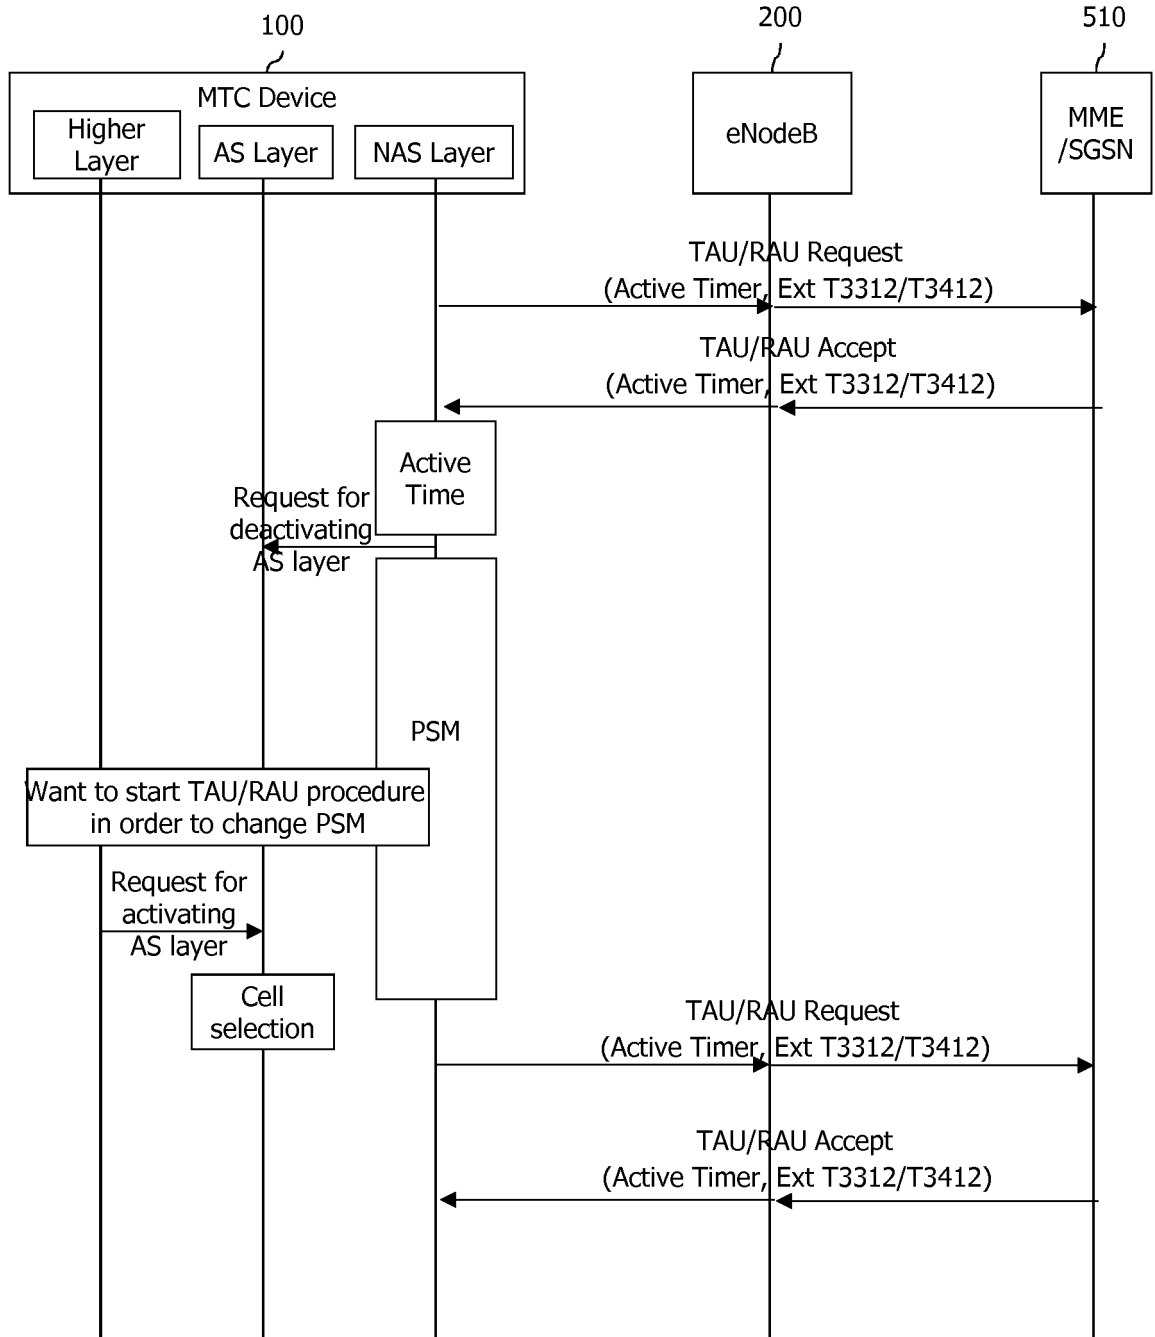 100
200
510
MTC Device
Higher
Layer
AS Layer
NAS Layer
eNodeB
MME
/SGSN
TAU/RAU Request
(Active Timer, Ext T3312/T3412)
TAU/RAU Accept
(Active Timer, Ext T3312/T3412)
Active
Time
Request for
deactivating
AS layer
PSM
Want to start TAU/RAU procedure
in order to change PSM
Request for
activating
AS layer
Cell
selection
TAU/RAU Request
(Active Timer, Ext T3312/T3412)
TAU/RAU Accept
(Active Timer, Ext T3312/T3412)